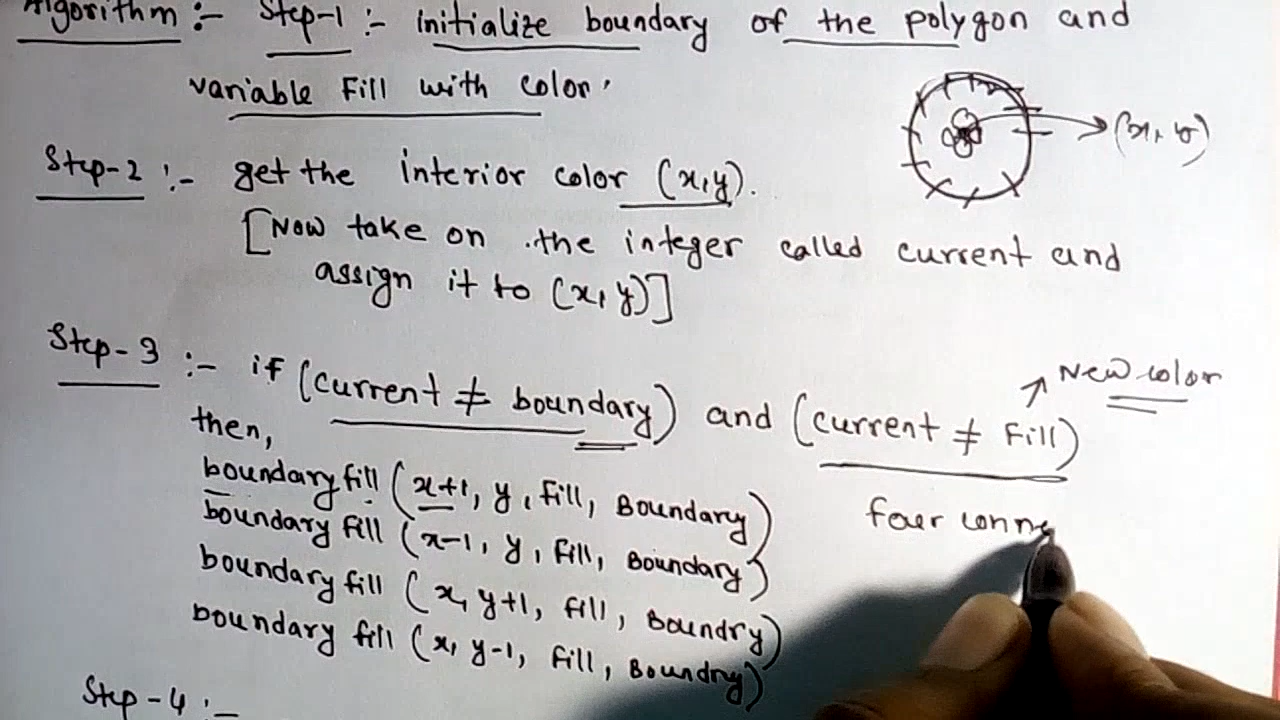 Algorithm :- Step-1 :- initialize boundary of the polygon and
variable Fill with color.
(x, y)
Step-2 :- get the interior color (x,y).
[Now take on the integer called current and
assign it to (x, y)]
Step-3 :- if (current ≠ boundary) and (current ≠ Fill)
New color
then,
boundary fill (x+1, y, Fill, Boundary)
boundary fill (x-1, y, Fill, Boundary)
boundary fill (x, y+1, Fill, Boundry)
boundary fill (x, y-1, Fill, Boundry)
Four conne
Step-4 :-